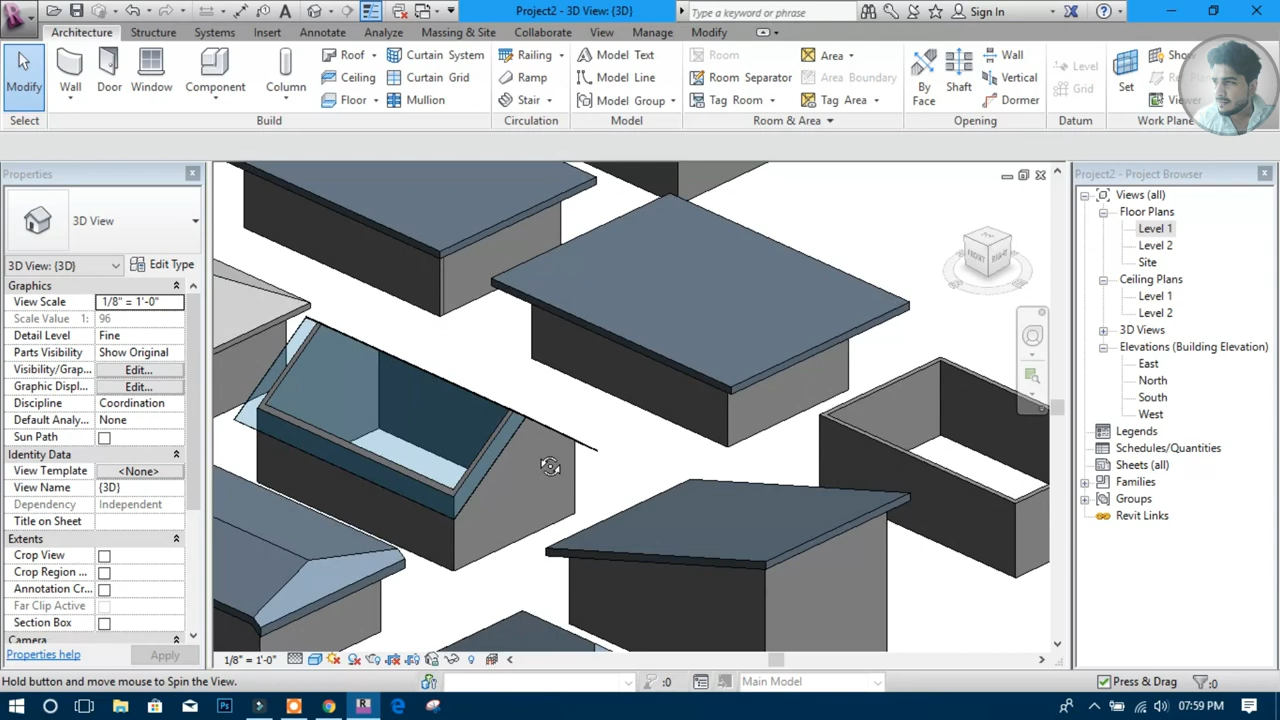 Project2 - 3D View: {3D}
Type a keyword or phrase
Sign In
Architecture Structure Systems Insert Annotate Analyze Massing & Site Collaborate View Manage Modify
Modify
Wall
Door
Window
Component
Column
Roof
Ceiling
Floor
Curtain System
Curtain Grid
Mullion
Railing
Ramp
Stair
Model Text
Model Line
Model Group
Room
Room Separator
Tag Room
Area
Area Boundary
Tag Area
By
Face
Shaft
Wall
Vertical
Dormer
Level
Grid
Set
Show
Viewer
Select Build Circulation Model Room & Area Opening Datum Work Plane
Properties
3D View
3D View: {3D} Edit Type
Graphics
View Scale 1/8" = 1'-0"
Scale Value 1: 96
Detail Level Fine
Parts Visibility Show Original
Visibility/Grap... Edit...
Graphic Displ... Edit...
Discipline Coordination
Default Analy... None
Sun Path
Identity Data
View Template <None>
View Name {3D}
Dependency Independent
Title on Sheet
Extents
Crop View
Crop Region ...
Annotation Cr...
Far Clip Active
Section Box
Camera
Properties help Apply
FRONT RIGHT
Project2 - Project Browser
Views (all)
Floor Plans
Level 1
Level 2
Site
Ceiling Plans
Level 1
Level 2
3D Views
Elevations (Building Elevation)
East
North
South
West
Legends
Schedules/Quantities
Sheets (all)
Families
Groups
Revit Links
1/8" = 1'-0"
Hold button and move mouse to Spin the View.
:0
Main Model
Press & Drag
:0
07:59 PM